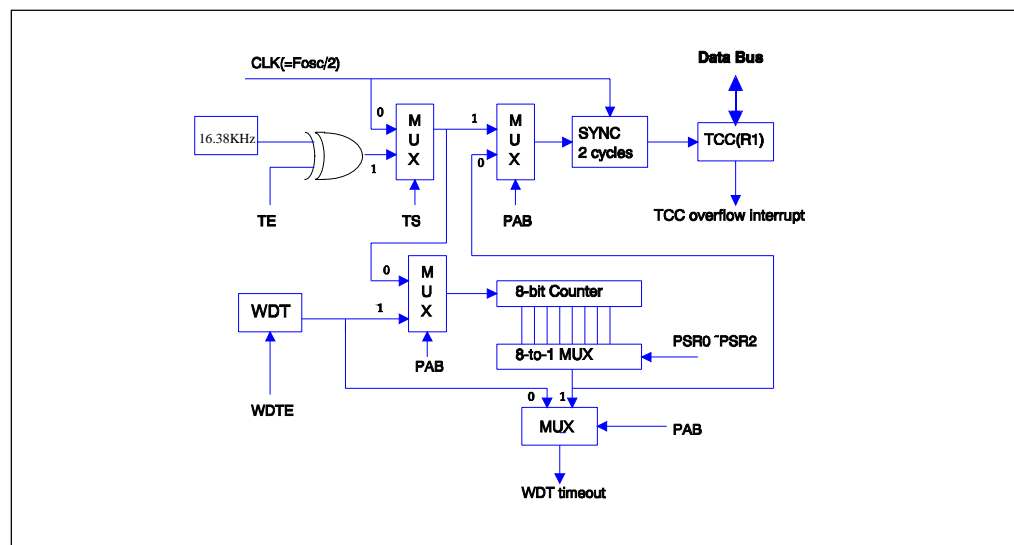 CLK(=Fosc/2)
Data Bus
0
M
U
X
1
M
U
X
SYNC
2 cycles
TCC(R1)
16.38KHz
1
0
TE
TS
PAB
TCC overflow interrupt
0
M
U
X
8-bit Counter
WDT
1
PSR0 ~PSR2
8-to-1 MUX
PAB
WDTE
0
1
MUX
PAB
WDT timeout